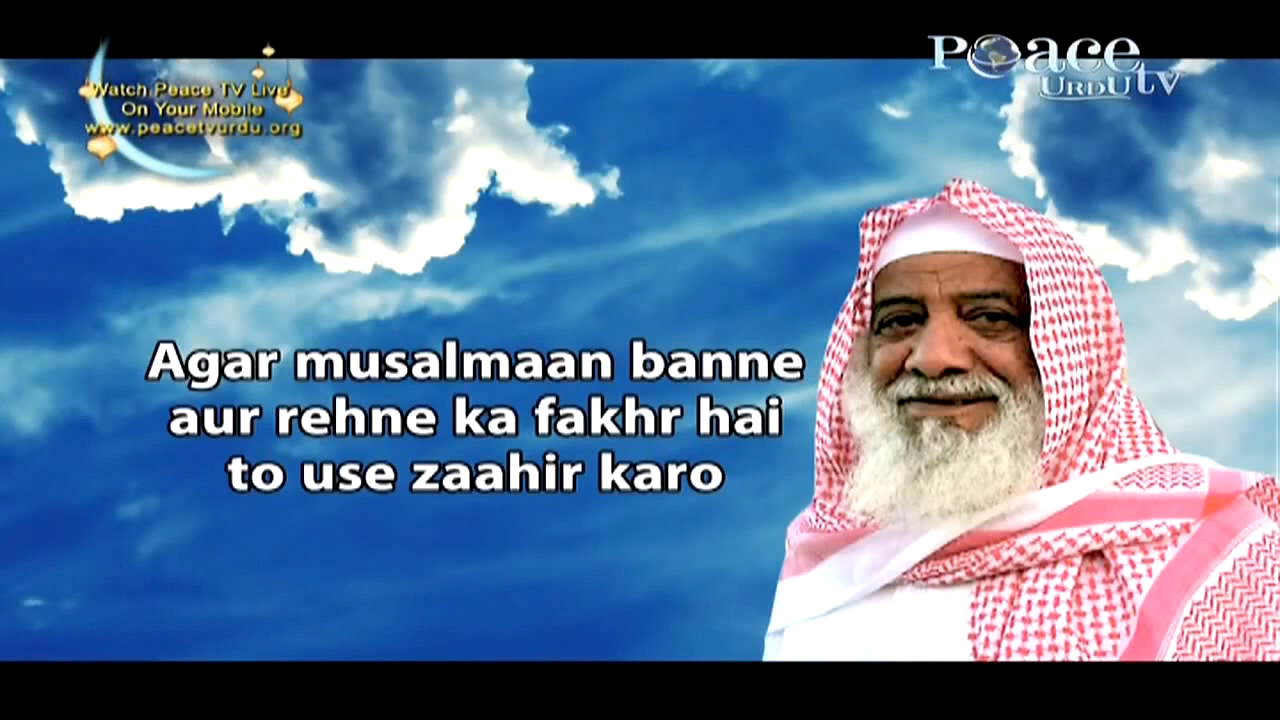 Watch Peace TV Live
On Your Mobile
www.peacetvurdu.org
Peace
URDU tv
Agar musalmaan banne
aur rehne ka fakhr hai
to use zaahir karo